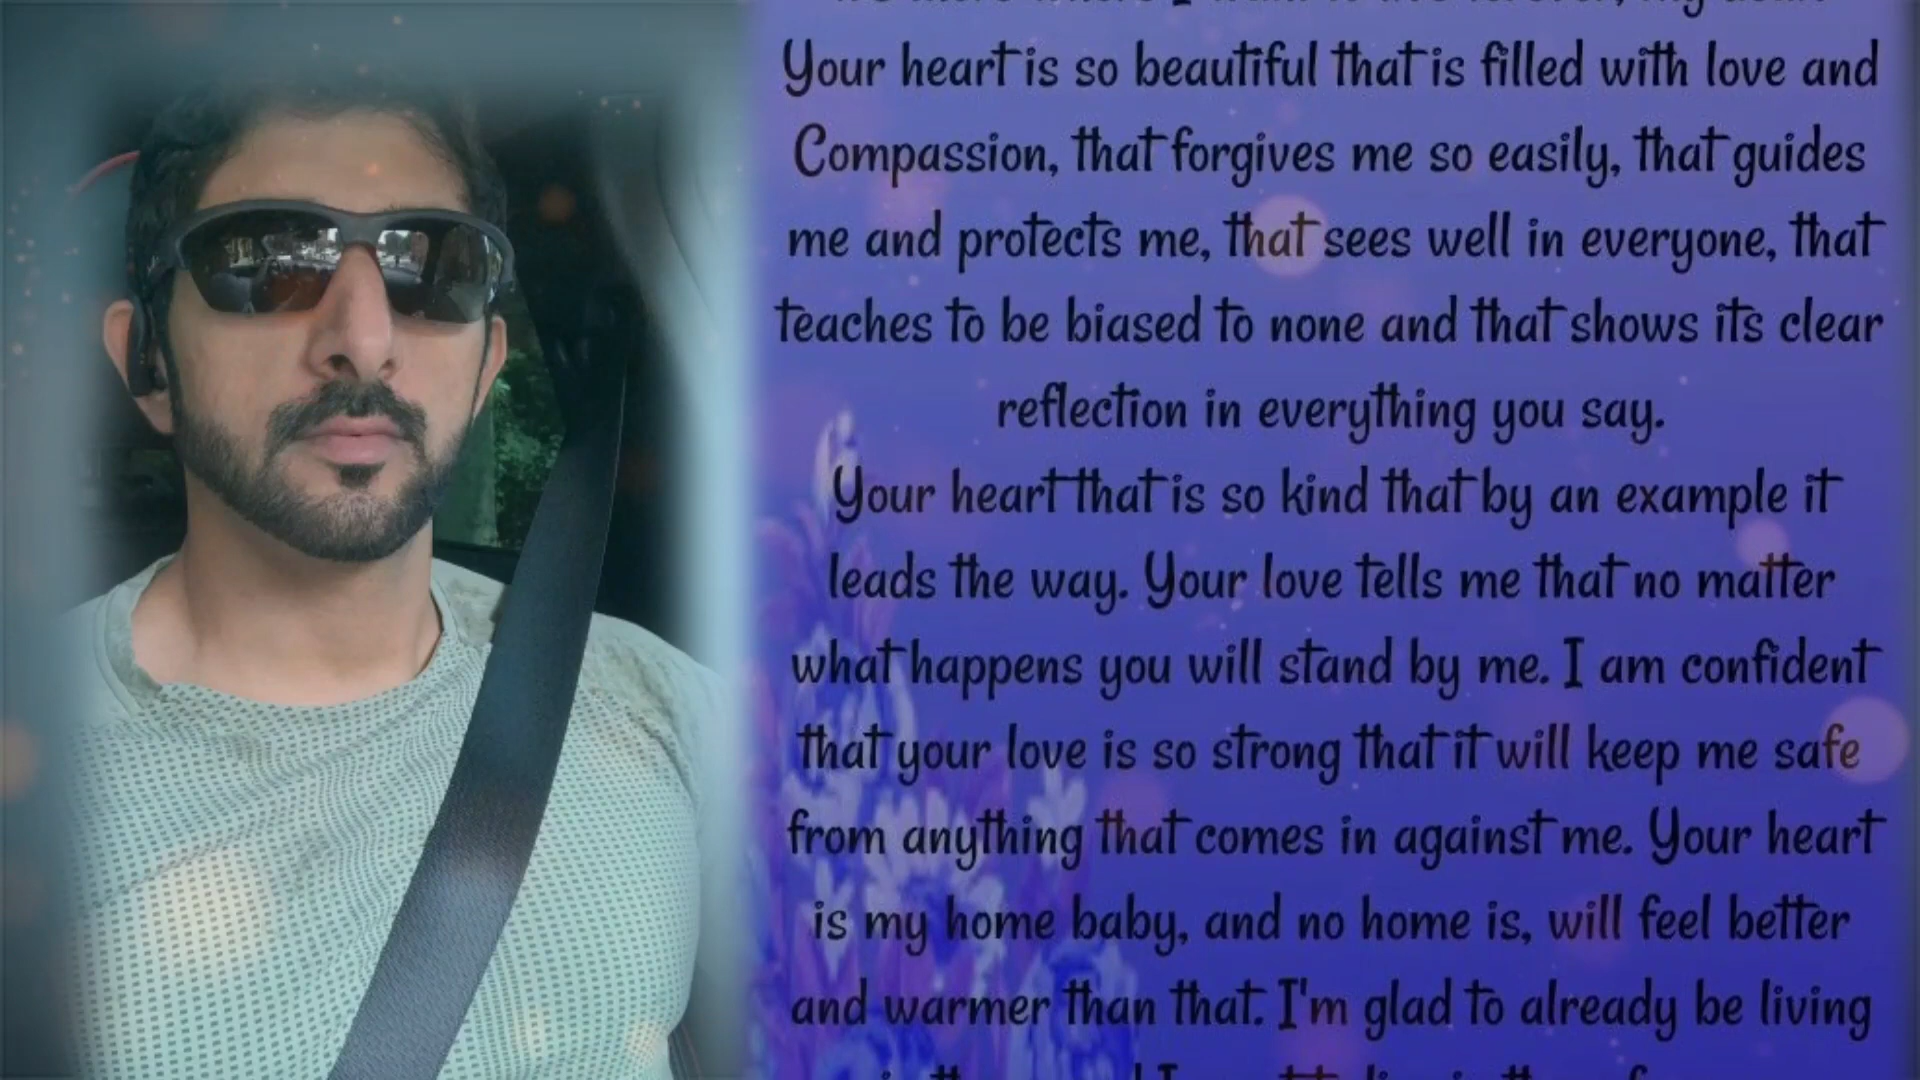 Your heart is so beautiful that is filled with love and
Compassion, that forgives me so easily, that guides
me and protects me, that sees well in everyone, that
teaches to be biased to none and that shows its clear
reflection in everything you say.
Your heart that is so kind that by an example it
leads the way. Your love tells me that no matter
what happens you will stand by me. I am confident
that your love is so strong that it will keep me safe
from anything that comes in against me. Your heart
is my home baby, and no home is, will feel better
and warmer than that. I'm glad to already be living